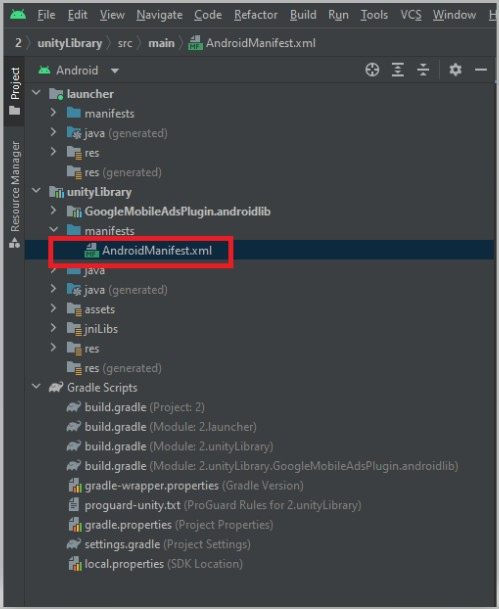 File Edit View Navigate Code Refactor Build Run Tools VCS Window H
2 unityLibrary src main AndroidManifest.xml
Project
Resource Manager
Android
launcher
manifests
java (generated)
res
res (generated)
unityLibrary
GoogleMobileAdsPlugin.androidlib
manifests
AndroidManifest.xml
java
java (generated)
assets
jniLibs
res
res (generated)
Gradle Scripts
build.gradle (Project: 2)
build.gradle (Module: 2.launcher)
build.gradle (Module: 2.unityLibrary)
build.gradle (Module: 2.unityLibrary.GoogleMobileAdsPlugin.androidlib)
gradle-wrapper.properties (Gradle Version)
proguard-unity.txt (ProGuard Rules for 2.unityLibrary)
gradle.properties (Project Properties)
settings.gradle (Project Settings)
local.properties (SDK Location)